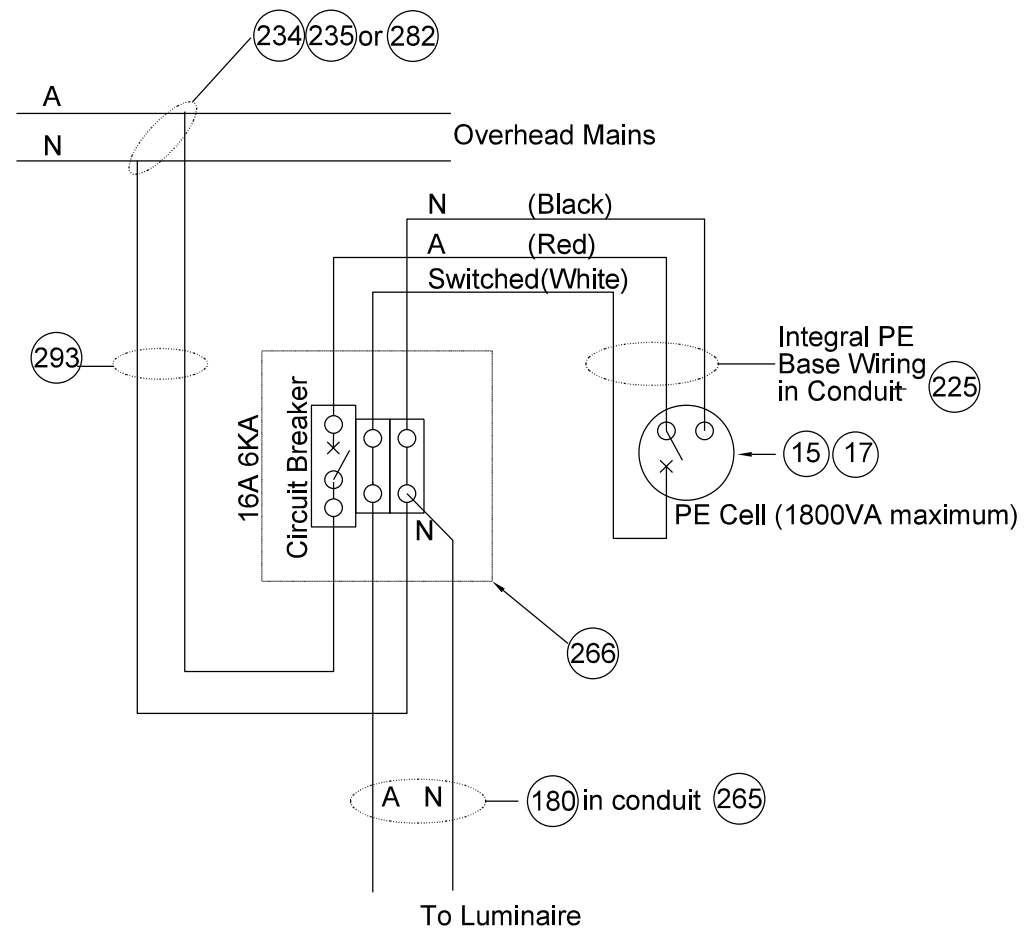 234 235 or 282
A
N
Overhead Mains
N (Black)
A (Red)
Switched(White)
293
Integral PE
Base Wiring
in Conduit 225
16A 6KA
Circuit Breaker
N
15 17
PE Cell (1800VA maximum)
266
A N
180 in conduit 265
To Luminaire